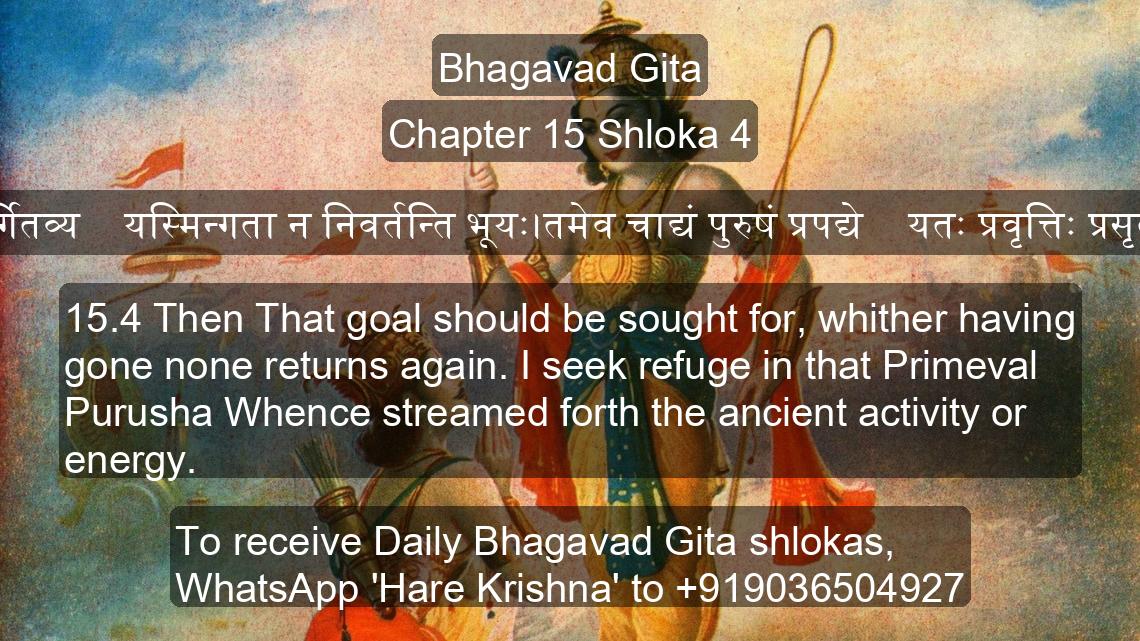 Bhagavad Gita
Chapter 15 Shloka 4
यस्मिन्गता न निवर्तन्ति भूयः।तमेव चाद्यं पुरुषं प्रपद्ये यतः प्रवृत्तिः
15.4 Then That goal should be sought for, whither having
gone none returns again. I seek refuge in that Primeval
Purusha Whence streamed forth the ancient activity or
energy.
To receive Daily Bhagavad Gita shlokas,
WhatsApp 'Hare Krishna' to +919036504927